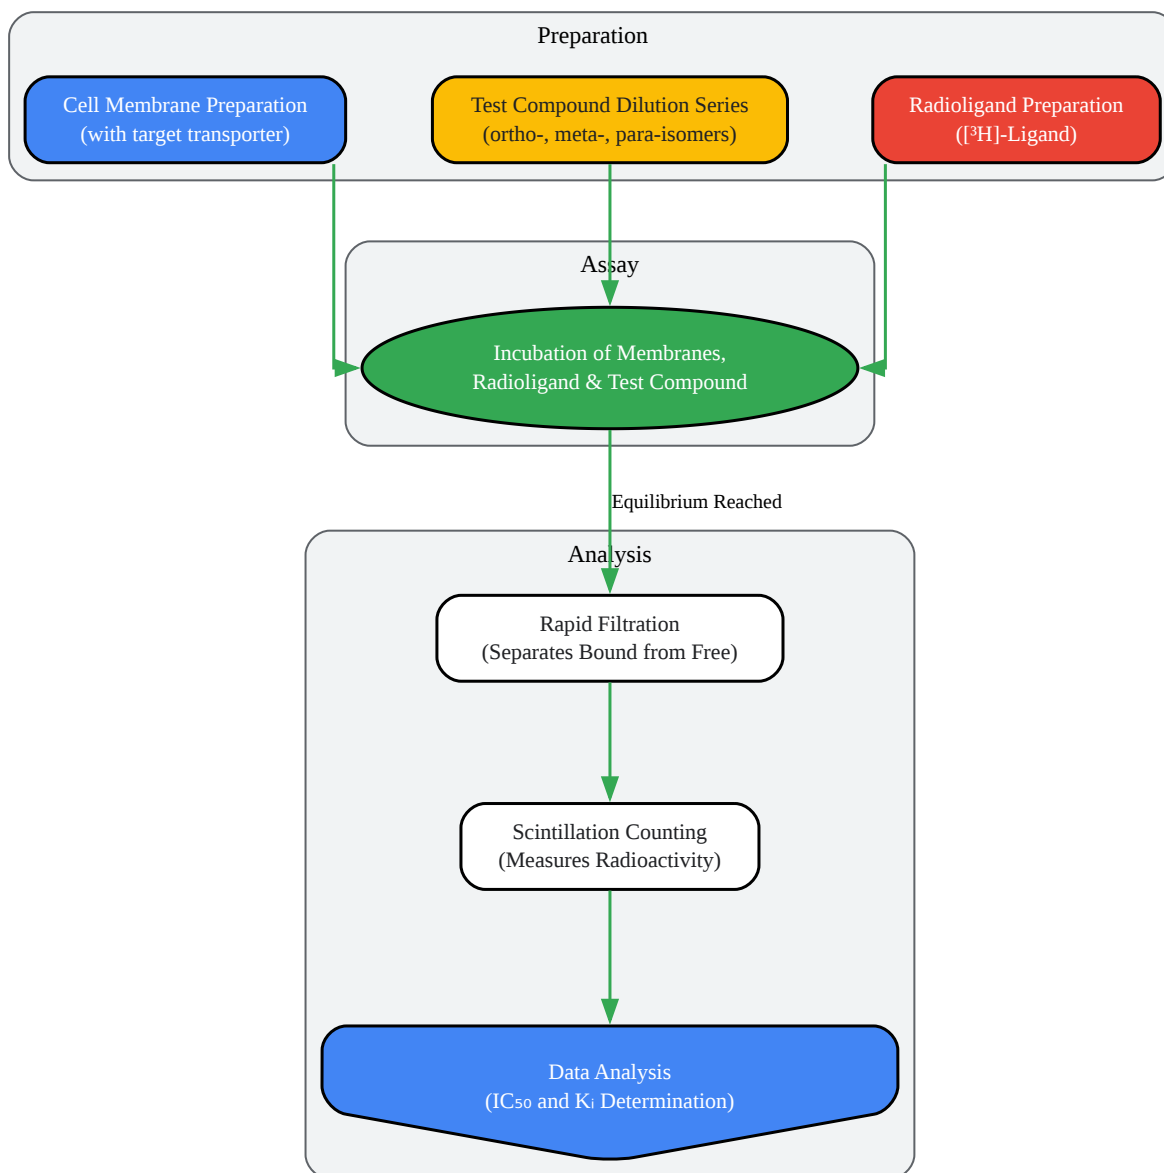 Preparation
Cell Membrane Preparation
(with target transporter)
Test Compound Dilution Series
(ortho-, meta-, para-isomers)
Radioligand Preparation
([³H]-Ligand)
Assay
Incubation of Membranes,
Radioligand & Test Compound
Equilibrium Reached
Analysis
Rapid Filtration
(Separates Bound from Free)
Scintillation Counting
(Measures Radioactivity)
Data Analysis
(IC₅₀ and Kᵢ Determination)